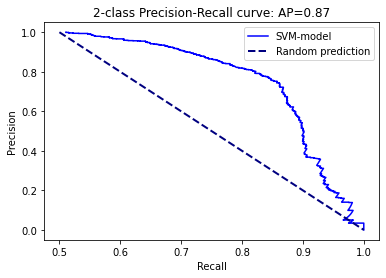 2-class Precision-Recall curve: AP=0.87
SVM-model
Random prediction
Precision
1.0
0.8
0.6
0.4
0.2
0.0
0.5 0.6 0.7 0.8 0.9 1.0
Recall